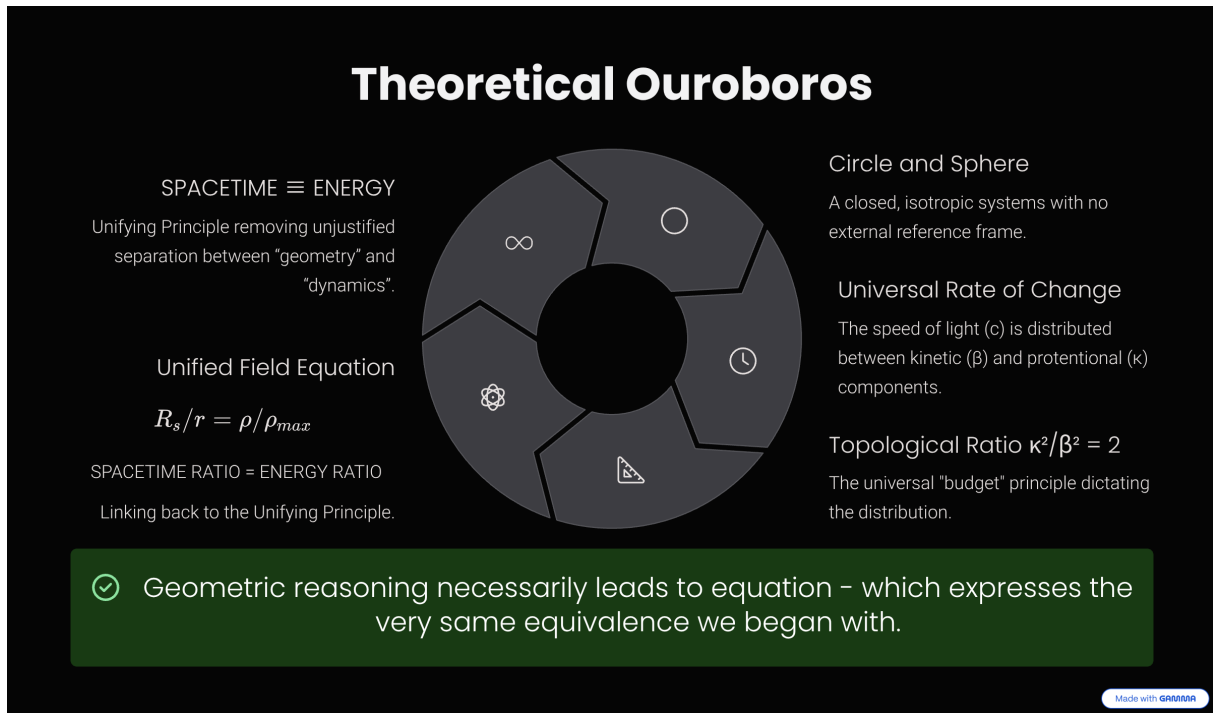 Theoretical Ouroboros
SPACETIME ≡ ENERGY
Unifying Principle removing unjustified
separation between “geometry” and
“dynamics”.
Unified Field Equation
R_s/r = ρ/ρ_max
SPACETIME RATIO = ENERGY RATIO
Linking back to the Unifying Principle.
Circle and Sphere
A closed, isotropic systems with no
external reference frame.
Universal Rate of Change
The speed of light (c) is distributed
between kinetic (β) and protentional (κ)
components.
Topological Ratio κ²/β² = 2
The universal "budget" principle dictating
the distribution.
Geometric reasoning necessarily leads to equation - which expresses the
very same equivalence we began with.
Made with GAMMA